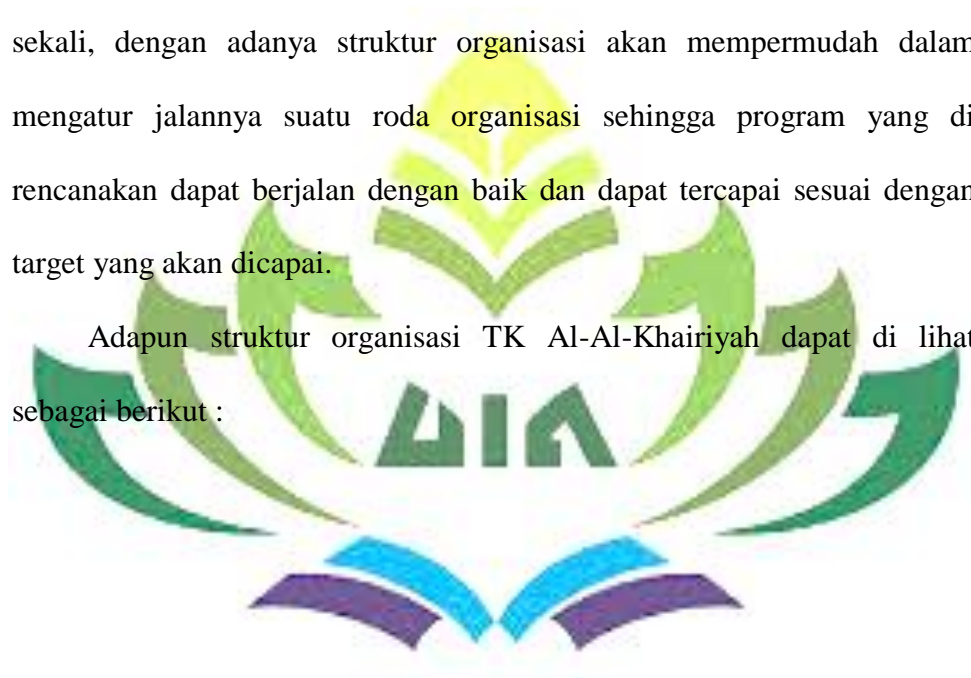 sekali, dengan adanya struktur organisasi akan mempermudah dalam
mengatur jalannya suatu roda organisasi sehingga program yang di
rencanakan dapat berjalan dengan baik dan dapat tercapai sesuai dengan
target yang akan dicapai.
Adapun struktur organisasi TK Al-Al-Khairiyah dapat di lihat
sebagai berikut :
UIN